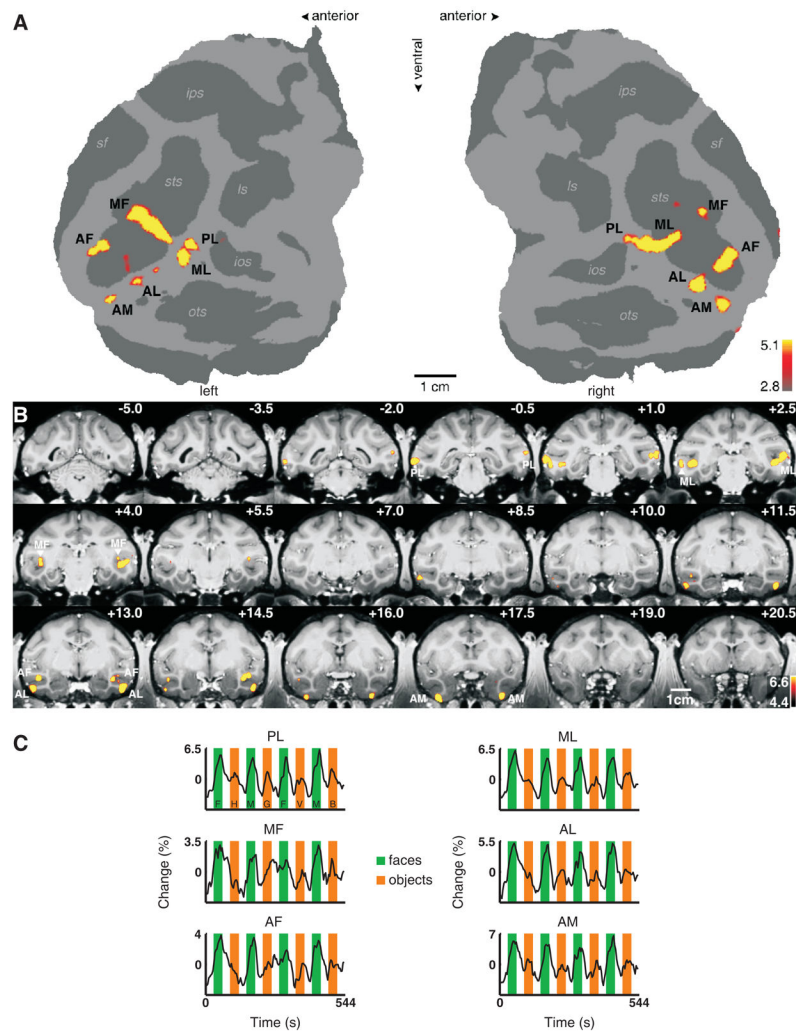 A
anterior
anterior
ventral
ips
sf
sts
ls
MF
AF
PL
ML
ios
AL
AM
ots
left
ips
sf
ls
sts
MF
PL
ML
AF
ios
AL
AM
ots
right
1 cm
5.1
2.8
B
-5.0
-3.5
-2.0
-0.5
+1.0
+2.5
PL
PL
ML
ML
+4.0
+5.5
+7.0
+8.5
+10.0
+11.5
MF
MF
+13.0
+14.5
+16.0
+17.5
+19.0
+20.5
AF
AF
AL
AL
AM
AM
1cm
6.6
4.4
C
PL
6.5
0
F H M G F V M B
ML
6.5
0
MF
3.5
0
Change (%)
faces
objects
AL
5.5
0
Change (%)
AF
4
0
0 544
Time (s)
AM
7
0
0 544
Time (s)